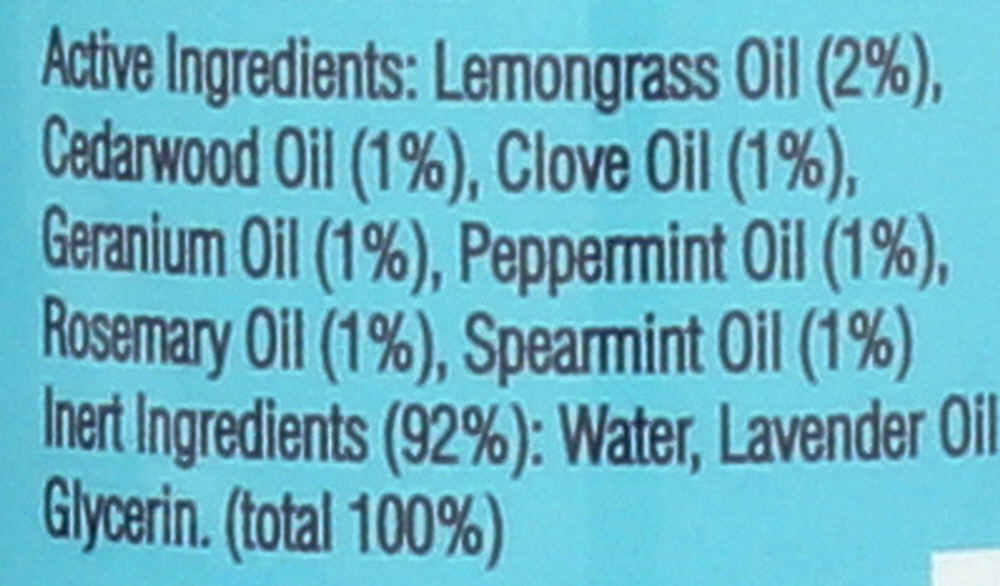 Active Ingredients: Lemongrass Oil (2%),
Cedarwood Oil (1%), Clove Oil (1%),
Geranium Oil (1%), Peppermint Oil (1%),
Rosemary Oil (1%), Spearmint Oil (1%)
Inert Ingredients (92%): Water, Lavender Oil
Glycerin. (total 100%)